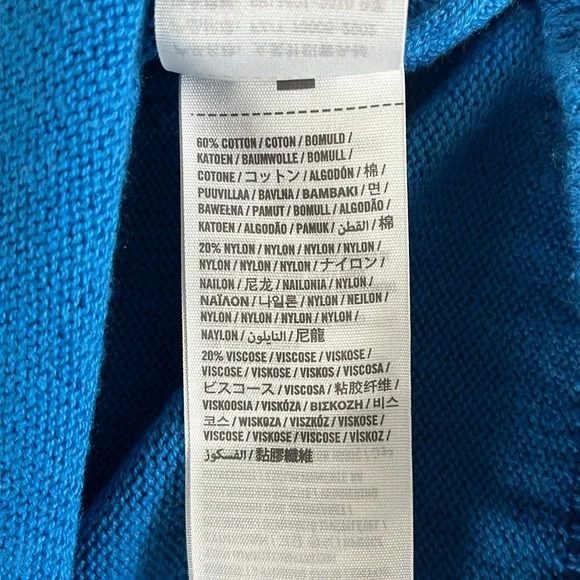 60% COTTON / COTON / BOMULD /
KATOEN / BAUMWOLLE / BOMULL /
COTONE / コットン / ALGODÓN / 棉 /
PUUVILLAA / BAVLNA / ΒΑΜΒΑΚΙ / 면 /
BAWEŁNA / PAMUT / BOMULL / ALGODÃO /
KATOEN / ALGODÃO / PAMUK / القطن / 棉
20% NYLON / NYLON / NYLON / NYLON /
NYLON / NYLON / NYLON / ナイロン /
NAILON / 尼龙 / NAILONIA / NYLON /
ΝΑΪΛΟΝ / 나일론 / NYLON / NEJLON /
NYLON / NYLON / NYLON / NYLON /
NAYLON / النايلون / 尼龍
20% VISCOSE / VISCOSE / VISKOSE /
VISCOSE / VISKOSE / VISKOS / VISCOSA /
ビスコース / VISCOSA / 粘胶纤维 /
VISKOOSIA / VISKÓZA / ΒΙΣΚΟΖΗ / 비스
코스 / WISKOZA / VISZKÓZ / VISKOSE /
VISCOSE / VISKOSE / VISCOSE / VİSKOZ /
الفسكوز / 黏膠纖維